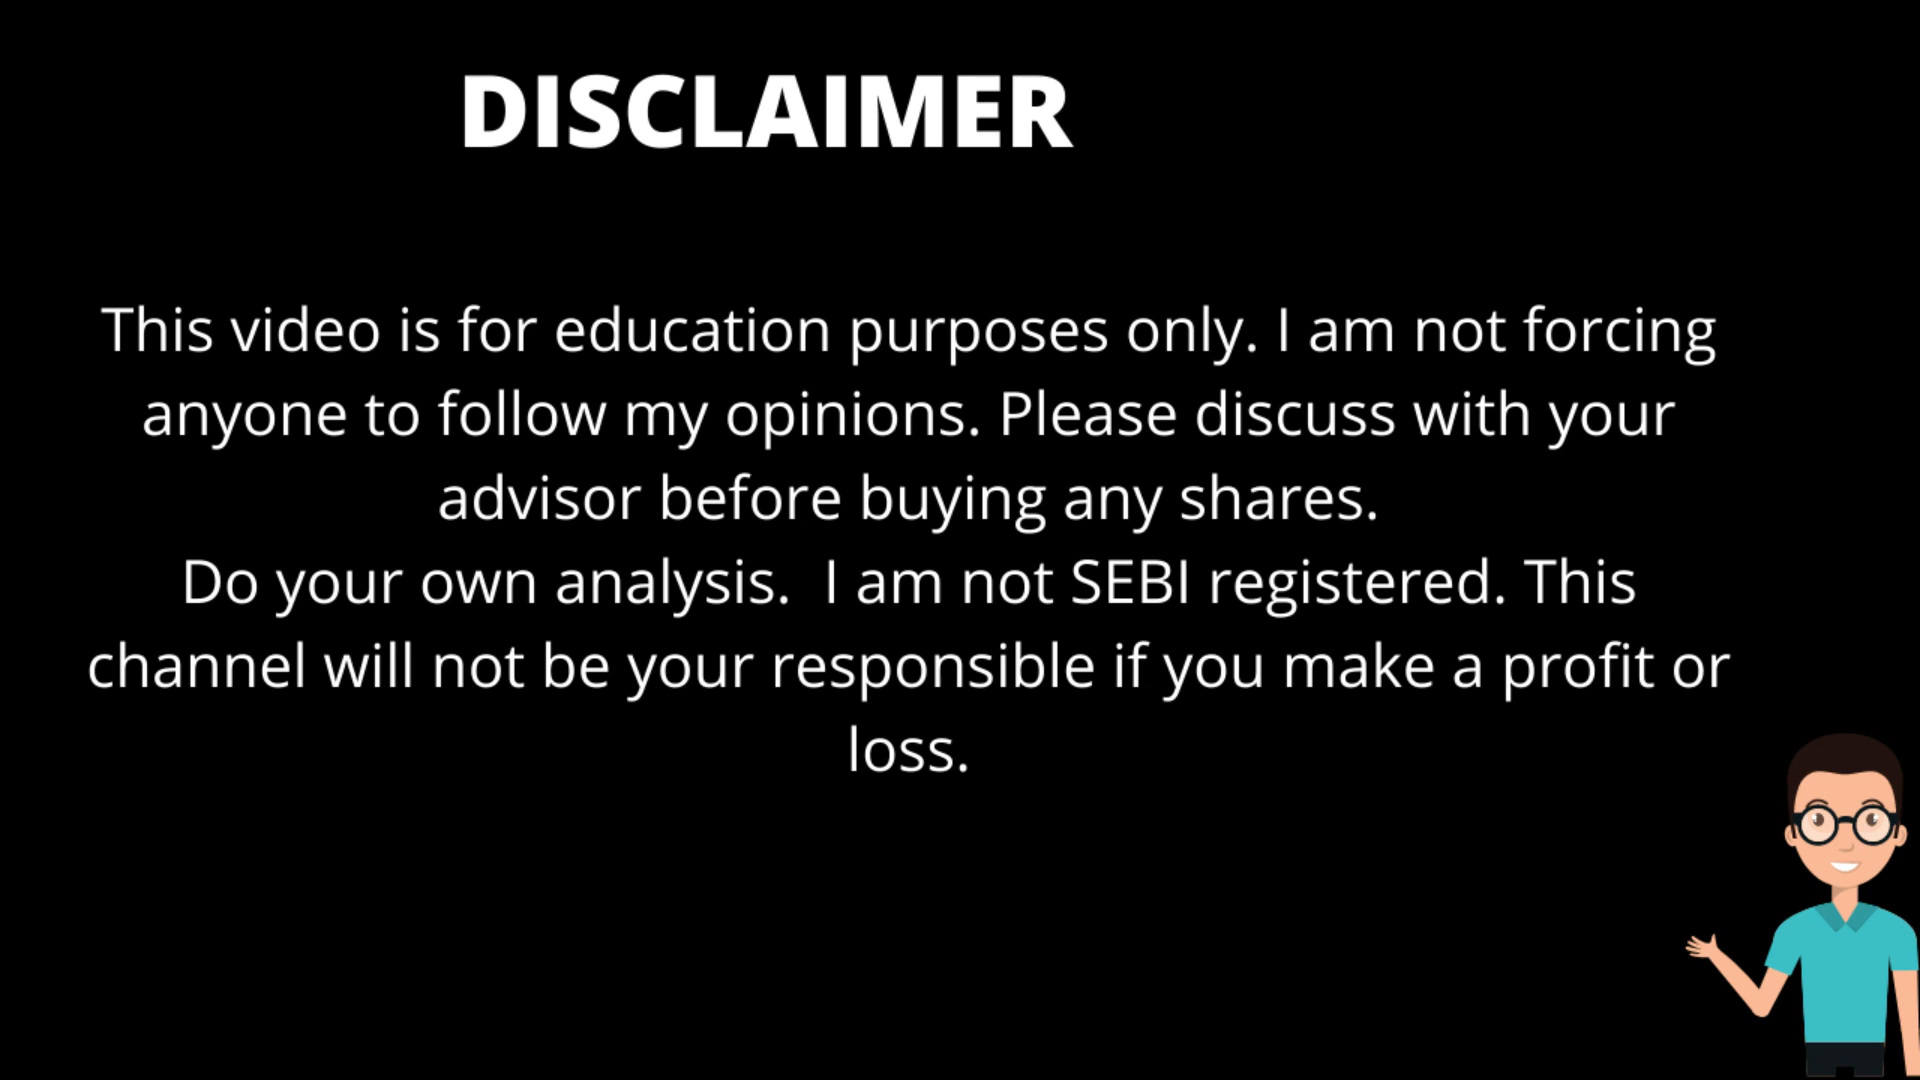 DISCLAIMER
This video is for education purposes only. I am not forcing
anyone to follow my opinions. Please discuss with your
advisor before buying any shares.
Do your own analysis.  I am not SEBI registered. This
channel will not be your responsible if you make a profit or
loss.